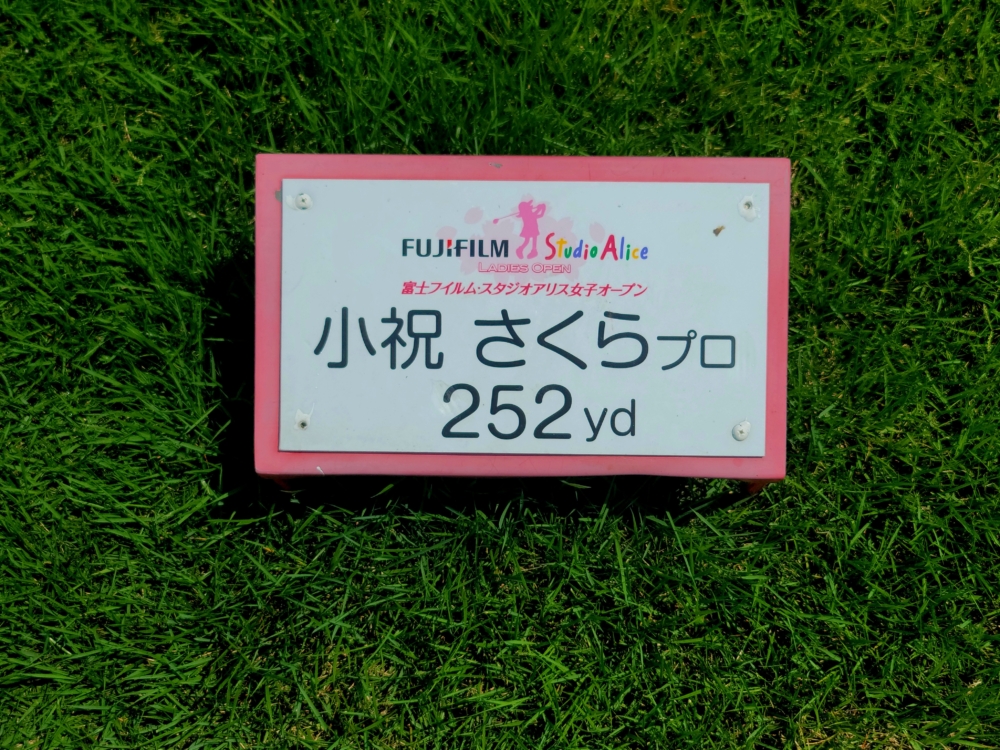 FUJIFILM Studio Alice
LADIES OPEN
富士フイルム・スタジオアリス女子オープン
小祝 さくらプロ
252yd